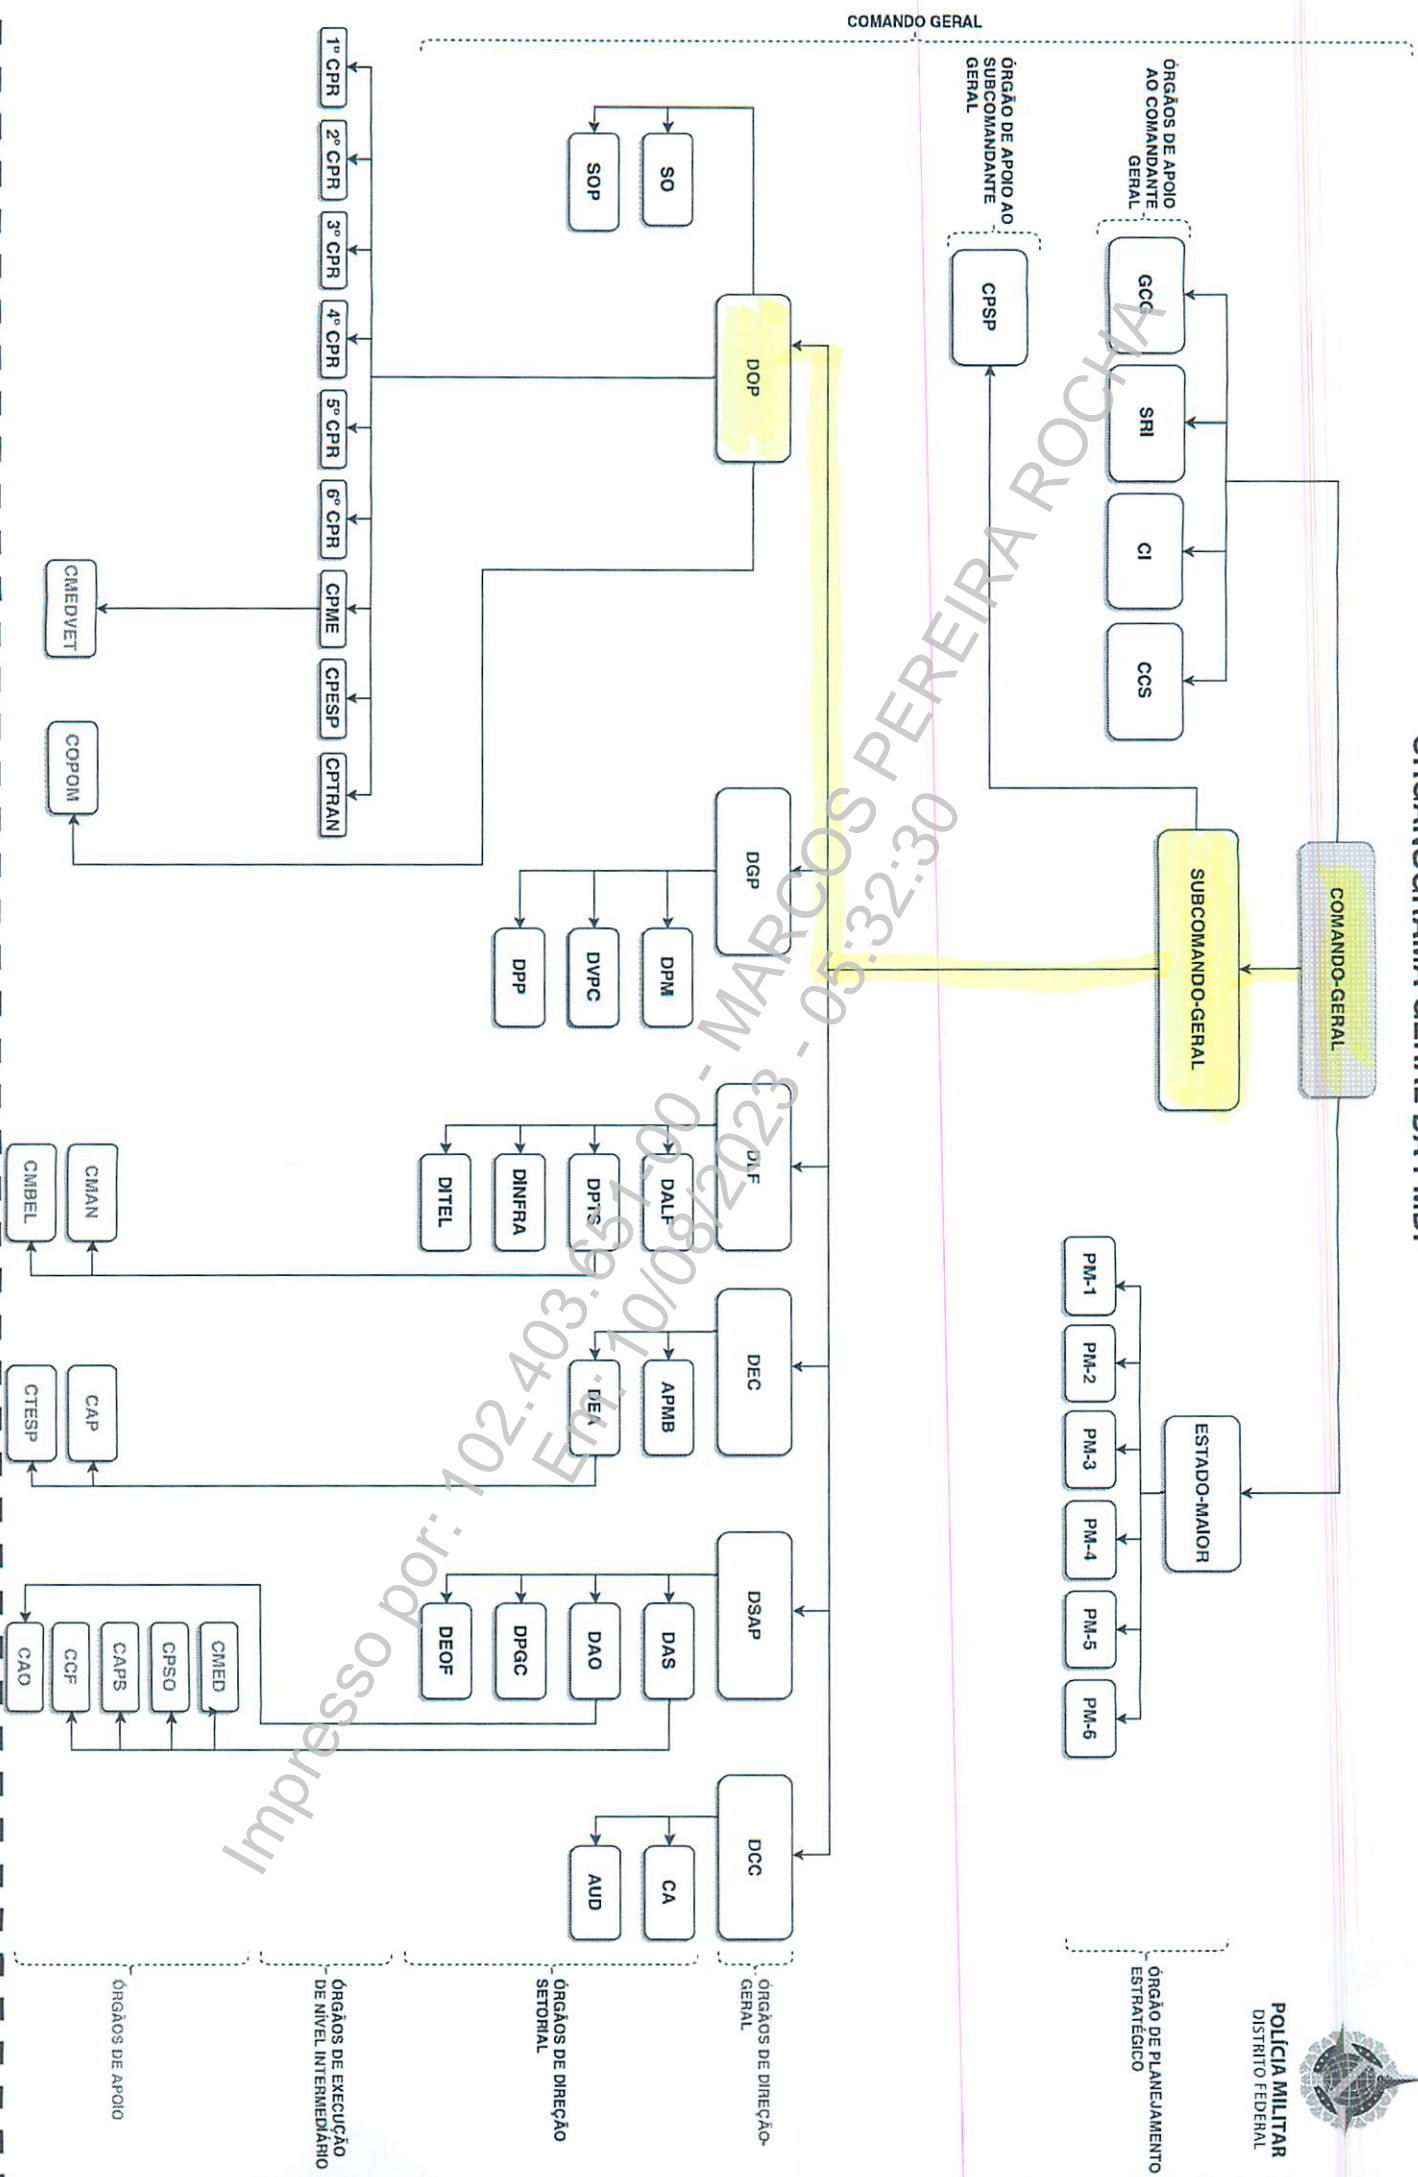 ORGANOGRAMA GERAL DA PMDF
POLÍCIA MILITAR
DISTRITO FEDERAL
COMANDO GERAL
COMANDO-GERAL
SUBCOMANDO-GERAL
ÓRGÃOS DE APOIO
AO COMANDANTE
GERAL
GCG
SRI
CI
CCS
ESTADO-MAIOR
PM-1
PM-2
PM-3
PM-4
PM-5
PM-6
ÓRGÃO DE PLANEJAMENTO
ESTRATÉGICO
ÓRGÃO DE APOIO AO
SUBCOMANDANTE
GERAL
CPSP
DOP
DGP
DEC
DSAP
DCC
ÓRGÃOS DE DIREÇÃO-
GERAL
SO
SOP
DPM
DVPC
DPP
DALF
DPTS
DINFRA
DITEL
APMB
DEA
DAS
DAO
DPGC
DEOF
CA
AUD
ÓRGÃOS DE DIREÇÃO
SETORIAL
1º CPR
2º CPR
3º CPR
4º CPR
5º CPR
6º CPR
CPME
CPESP
CPTRAN
ÓRGÃOS DE EXECUÇÃO
DE NÍVEL INTERMEDIÁRIO
CMEDVET
COPOM
CMAN
CMBEL
CAP
CTESP
CMED
CPSO
CAPS
CCF
CAO
ÓRGÃOS DE APOIO
Impresso por: 102.403.651-00 - MARCOS PEREIRA ROCHA
Em: 10/08/2023 - 05:32:30